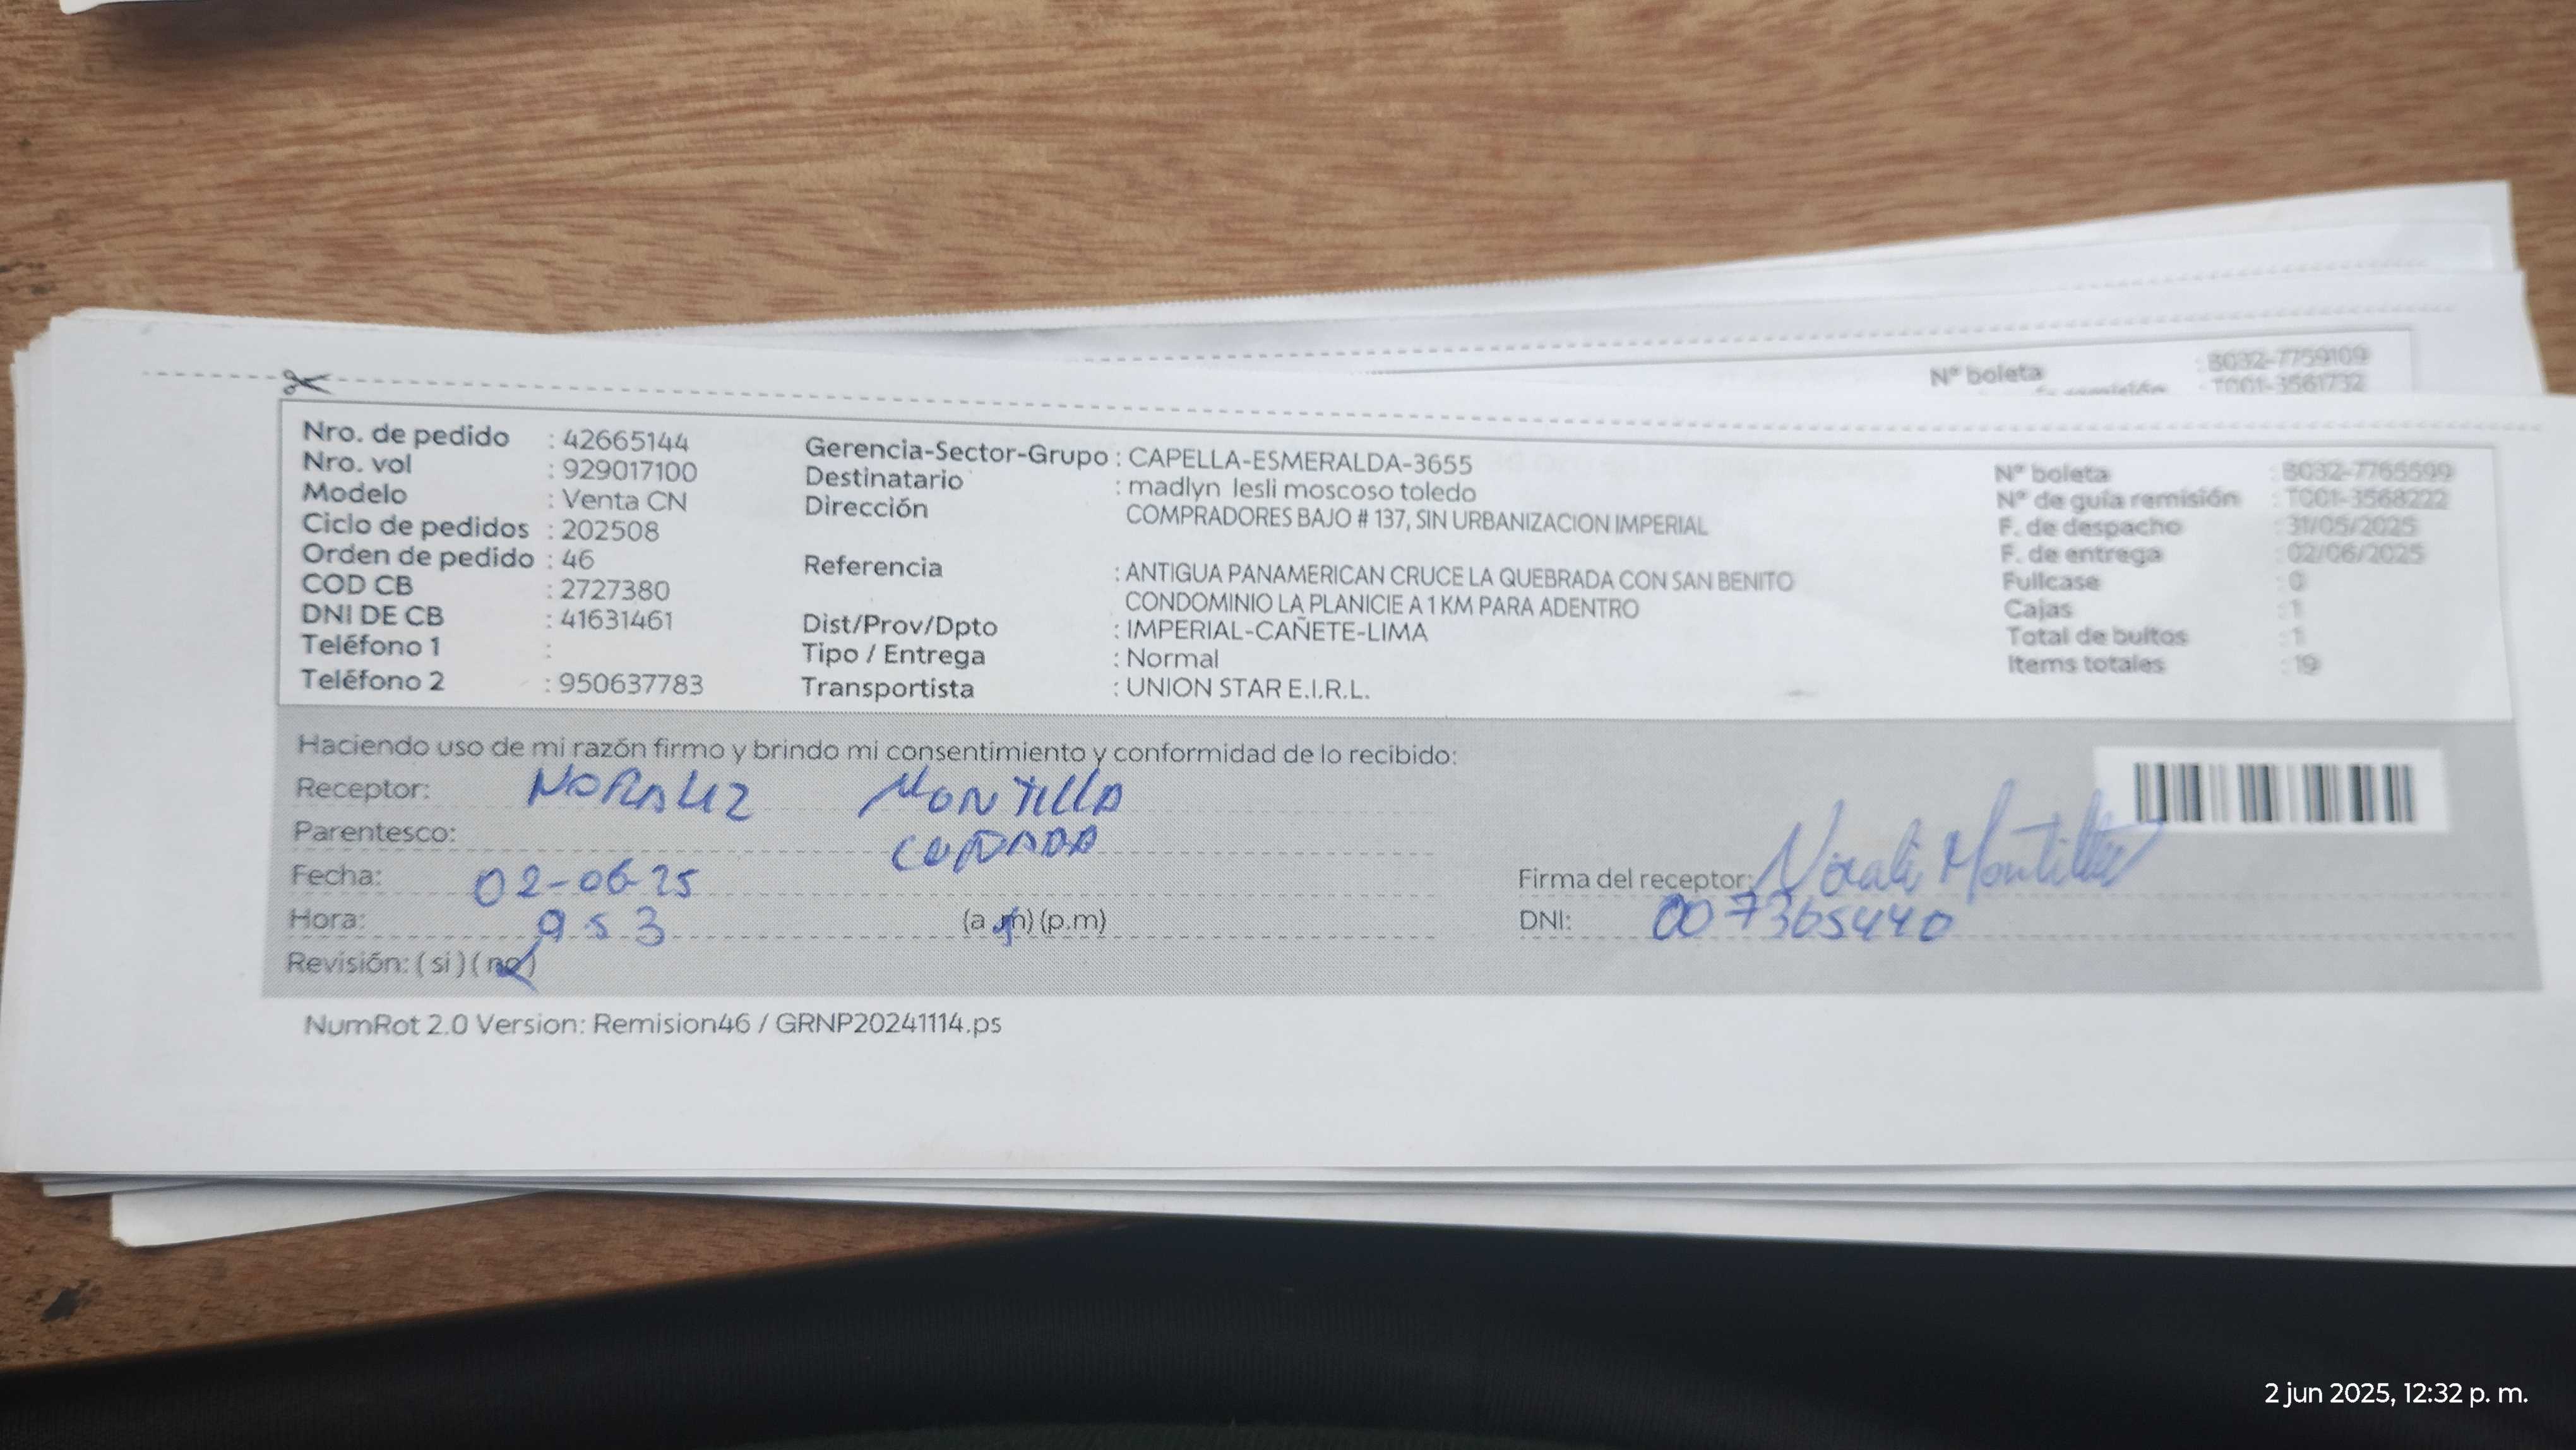 Nº boleta : B032-7759109
T001-3561732
Nro. de pedido : 42665144
Nro. vol : 929017100
Modelo : Venta CN
Ciclo de pedidos : 202508
Orden de pedido : 46
COD CB : 2727380
DNI DE CB : 41631461
Teléfono 1 :
Teléfono 2 : 950637783
Gerencia-Sector-Grupo : CAPELLA-ESMERALDA-3655
Destinatario : madlyn lesli moscoso toledo
Dirección COMPRADORES BAJO # 137, SIN URBANIZACION IMPERIAL
Referencia : ANTIGUA PANAMERICAN CRUCE LA QUEBRADA CON SAN BENITO
CONDOMINIO LA PLANICIE A 1 KM PARA ADENTRO
Dist/Prov/Dpto : IMPERIAL-CAÑETE-LIMA
Tipo / Entrega : Normal
Transportista : UNION STAR E.I.R.L.
Nº boleta : B032-7765599
Nº de guía remisión : T001-3568222
F. de despacho : 31/05/2025
F. de entrega : 02/06/2025
Fullcase : 0
Cajas : 1
Total de bultos : 1
Items totales : 19
Haciendo uso de mi razón firmo y brindo mi consentimiento y conformidad de lo recibido:
Receptor: NORALIZ MONTILLA
Parentesco: CUÑADA
Fecha: 02-06-25
Hora: 953 (a.m) (p.m)
Revisión: ( si ) ( no )
Firma del receptor: Norali Montilla
DNI: 007365440
NumRot 2.0 Version: Remision46 / GRNP20241114.ps
2 jun 2025, 12:32 p. m.